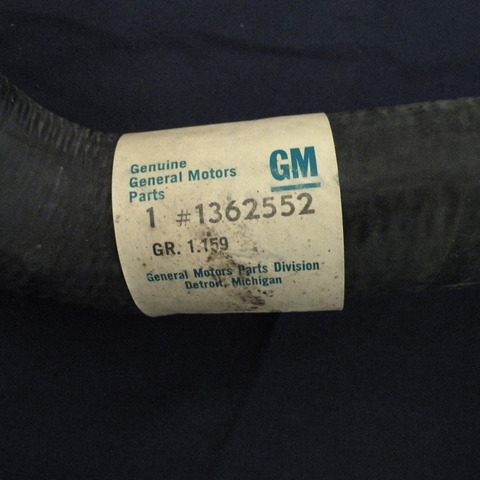 Genuine
General Motors
Parts
GM
1 #1362552
GR. 1.159
General Motors Parts Division
Detroit, Michigan